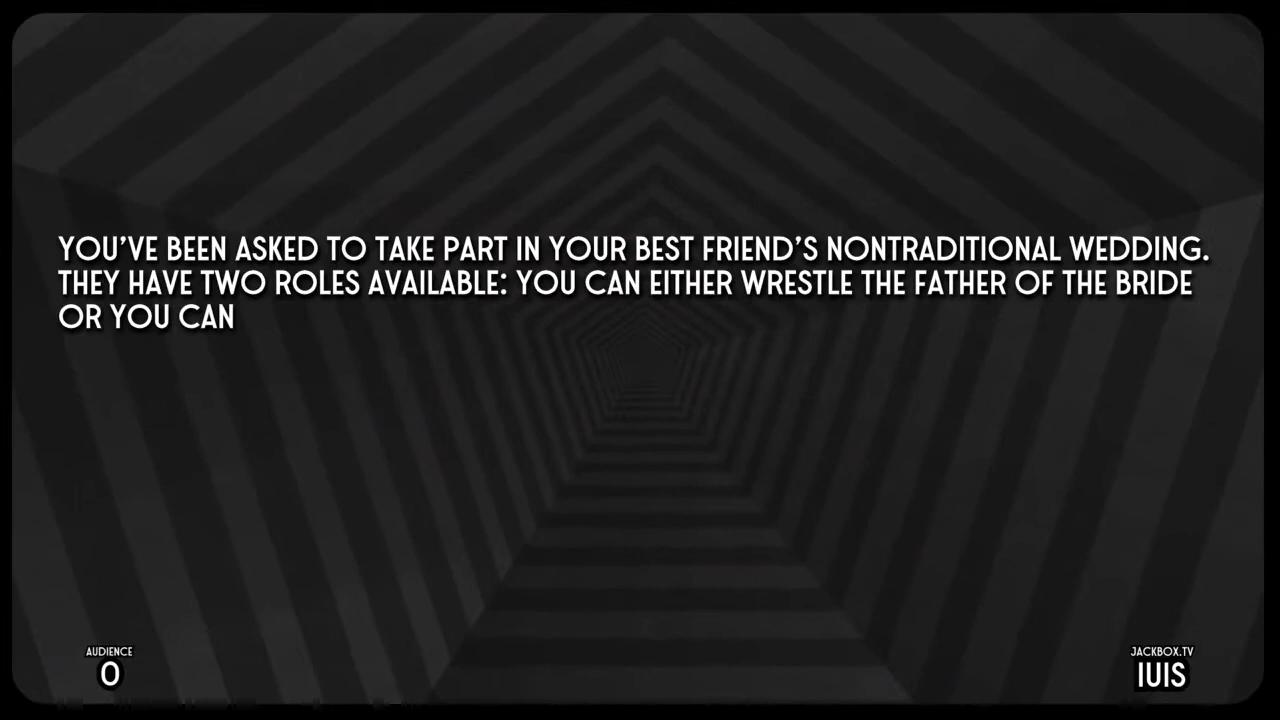 YOU'VE BEEN ASKED TO TAKE PART IN YOUR BEST FRIEND'S NONTRADITIONAL WEDDING.
THEY HAVE TWO ROLES AVAILABLE: YOU CAN EITHER WRESTLE THE FATHER OF THE BRIDE
OR YOU CAN
AUDIENCE
0
JACKBOX.TV
IUIS